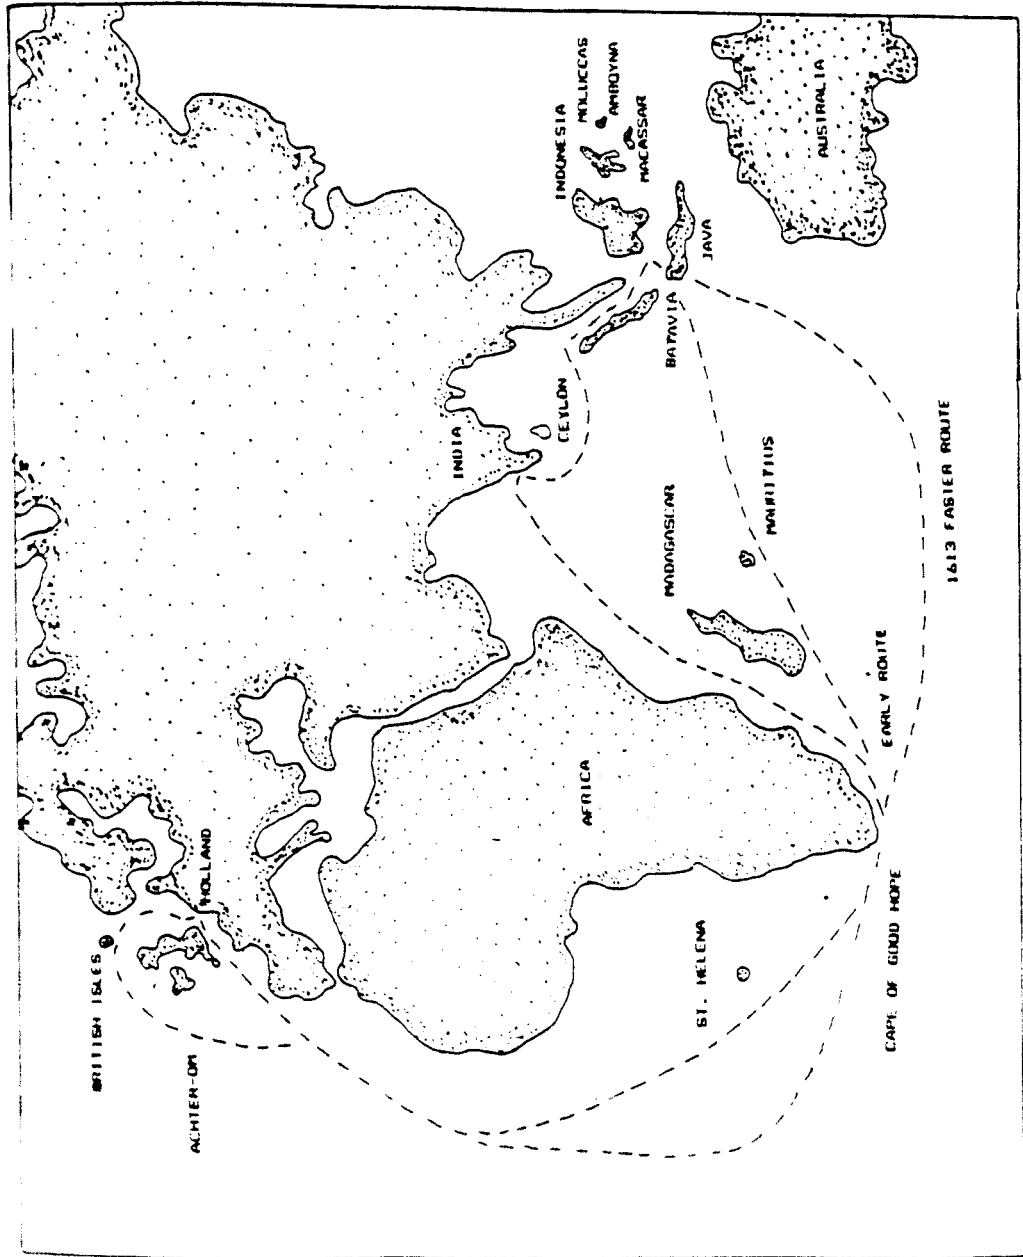 BRITISH ISLES
ACHTER-OM
HOLLAND
AFRICA
ST. HELENA
CAPE OF GOOD HOPE
EARLY ROUTE
1613 FASTER ROUTE
MADAGASCAR
MAURITIUS
INDIA
CEYLON
BATAVIA
JAVA
INDONESIA
MOLUCCAS
AMBOYNA
MACASSAR
AUSTRALIA